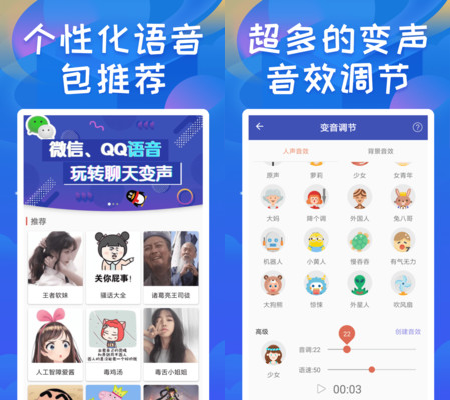 个性化语音
包推荐
微信、QQ语音
玩转聊天变声
推荐
关你屁事!
王者软妹
骚话大全
诸葛亮王司徒
人工智障爱酱
毒鸡汤
毒舌小姐姐
超多的变声
音效调节
变音调节
人声音效
背景音效
原声
萝莉
少女
女青年
大妈
搏个调
外国人
兔八哥
机器人
小黄人
慢吞吞
有气无力
大狗熊
惊悚
外星人
吹风扇
高级
22
创建音效
音调:22
语速:50
少女
00:03